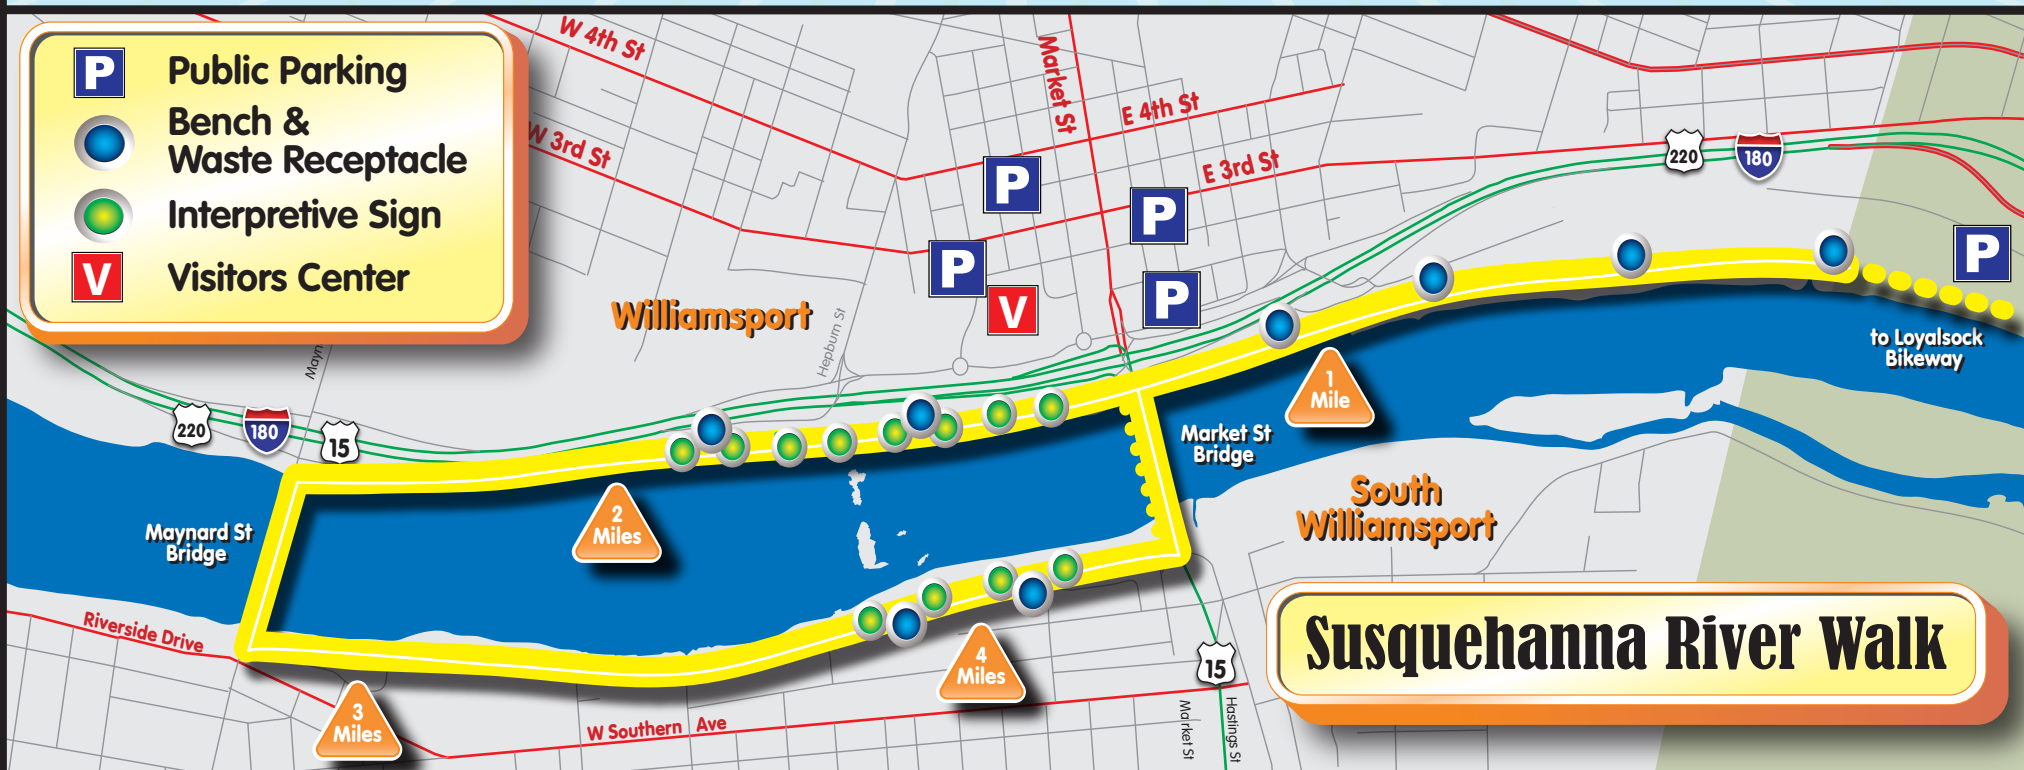 P Public Parking
Bench &
Waste Receptacle
Interpretive Sign
V Visitors Center
W 4th St
W 3rd St
Market St
E 4th St
E 3rd St
P
P
P
P
V
P
220
180
Williamsport
Hepburn St
Mayn
220
180
15
to Loyalsock
Bikeway
1
Mile
Market St
Bridge
South
Williamsport
Maynard St
Bridge
2
Miles
Riverside Drive
3
Miles
4
Miles
W Southern Ave
15
Market St
Hastings St
Susquehanna River Walk